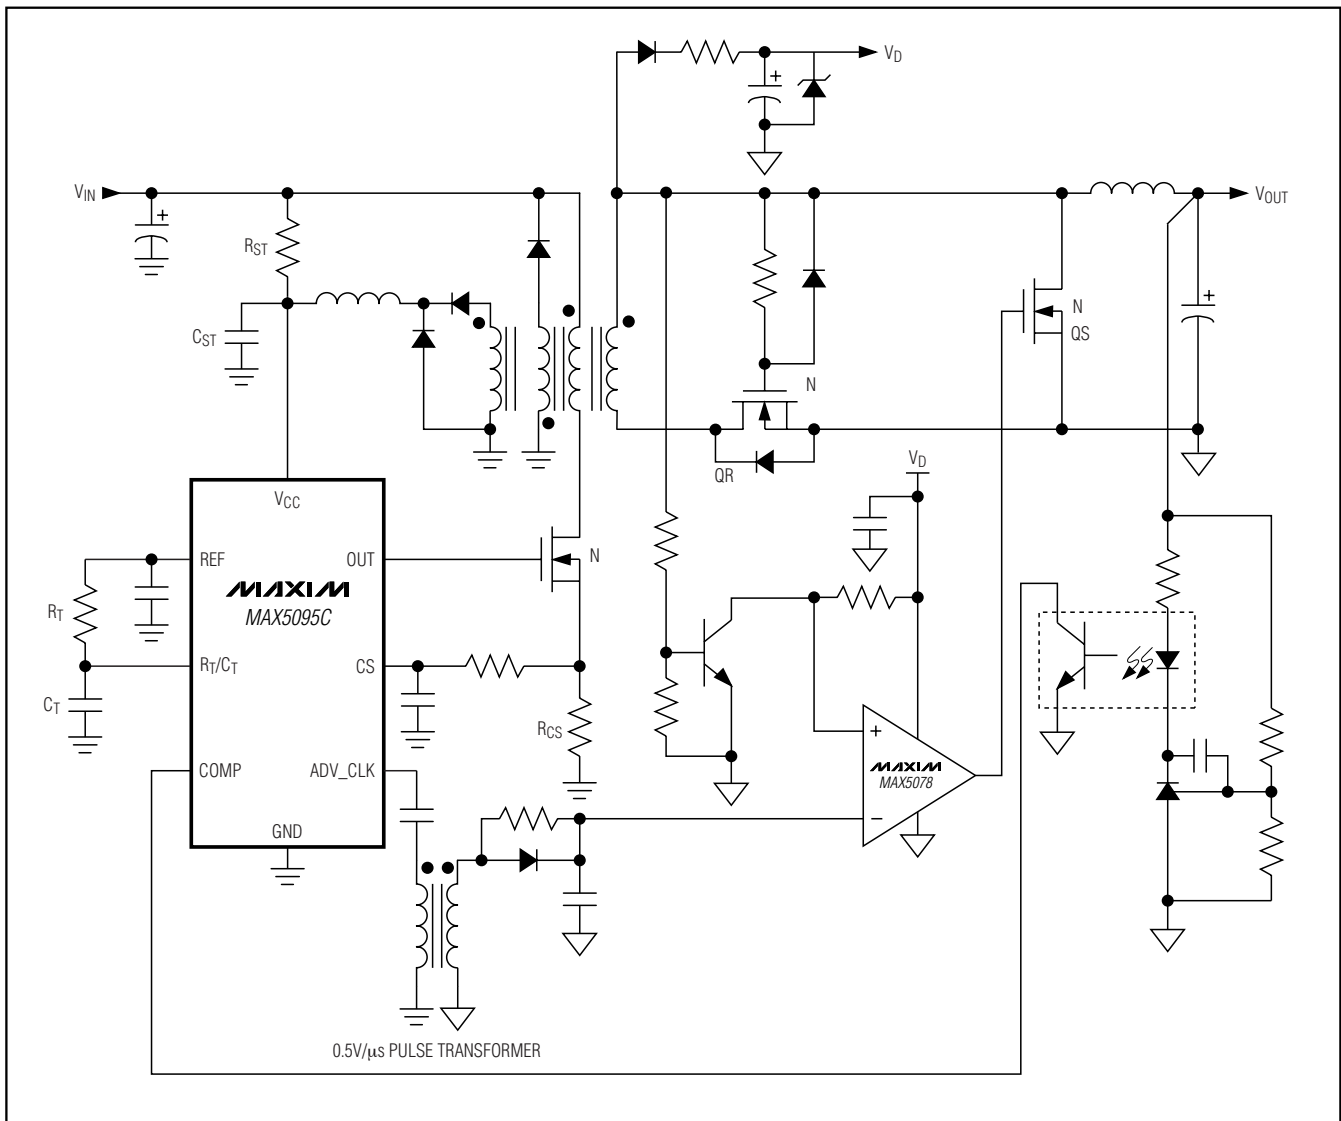 V_D
V_IN
V_OUT
R_ST
N
QS
C_ST
N
V_D
QR
V_CC
REF
OUT
N
MAXIM
MAX5095C
R_T
R_T/C_T
CS
C_T
R_CS
+
MAXIM
MAX5078
−
COMP
ADV_CLK
GND
0.5V/μs PULSE TRANSFORMER